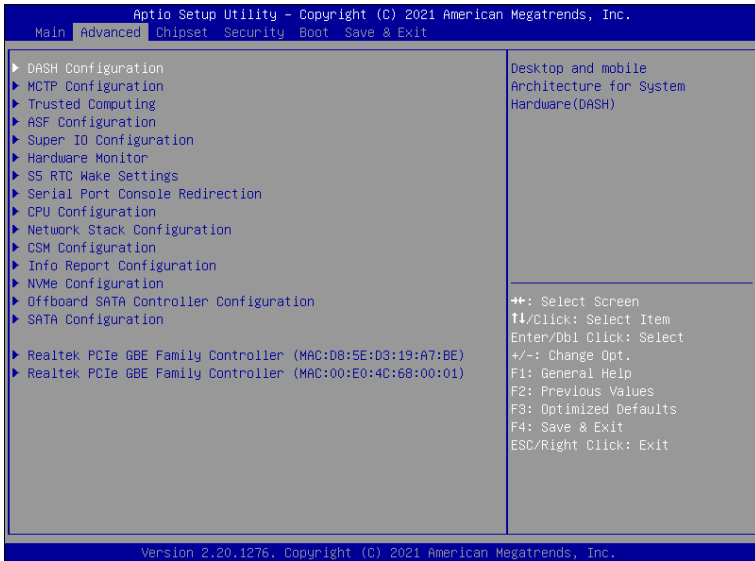 Aptio Setup Utility – Copyright (C) 2021 American Megatrends, Inc.
Main Advanced Chipset Security Boot Save & Exit
▶ DASH Configuration
▶ MCTP Configuration
▶ Trusted Computing
▶ ASF Configuration
▶ Super IO Configuration
▶ Hardware Monitor
▶ S5 RTC Wake Settings
▶ Serial Port Console Redirection
▶ CPU Configuration
▶ Network Stack Configuration
▶ CSM Configuration
▶ Info Report Configuration
▶ NVMe Configuration
▶ Offboard SATA Controller Configuration
▶ SATA Configuration
▶ Realtek PCIe GBE Family Controller (MAC:D8:5E:D3:19:A7:BE)
▶ Realtek PCIe GBE Family Controller (MAC:00:E0:4C:68:00:01)
Desktop and mobile
Architecture for System
Hardware(DASH)
→←: Select Screen
↑↓/Click: Select Item
Enter/Dbl Click: Select
+/-: Change Opt.
F1: General Help
F2: Previous Values
F3: Optimized Defaults
F4: Save & Exit
ESC/Right Click: Exit
Version 2.20.1276. Copyright (C) 2021 American Megatrends, Inc.